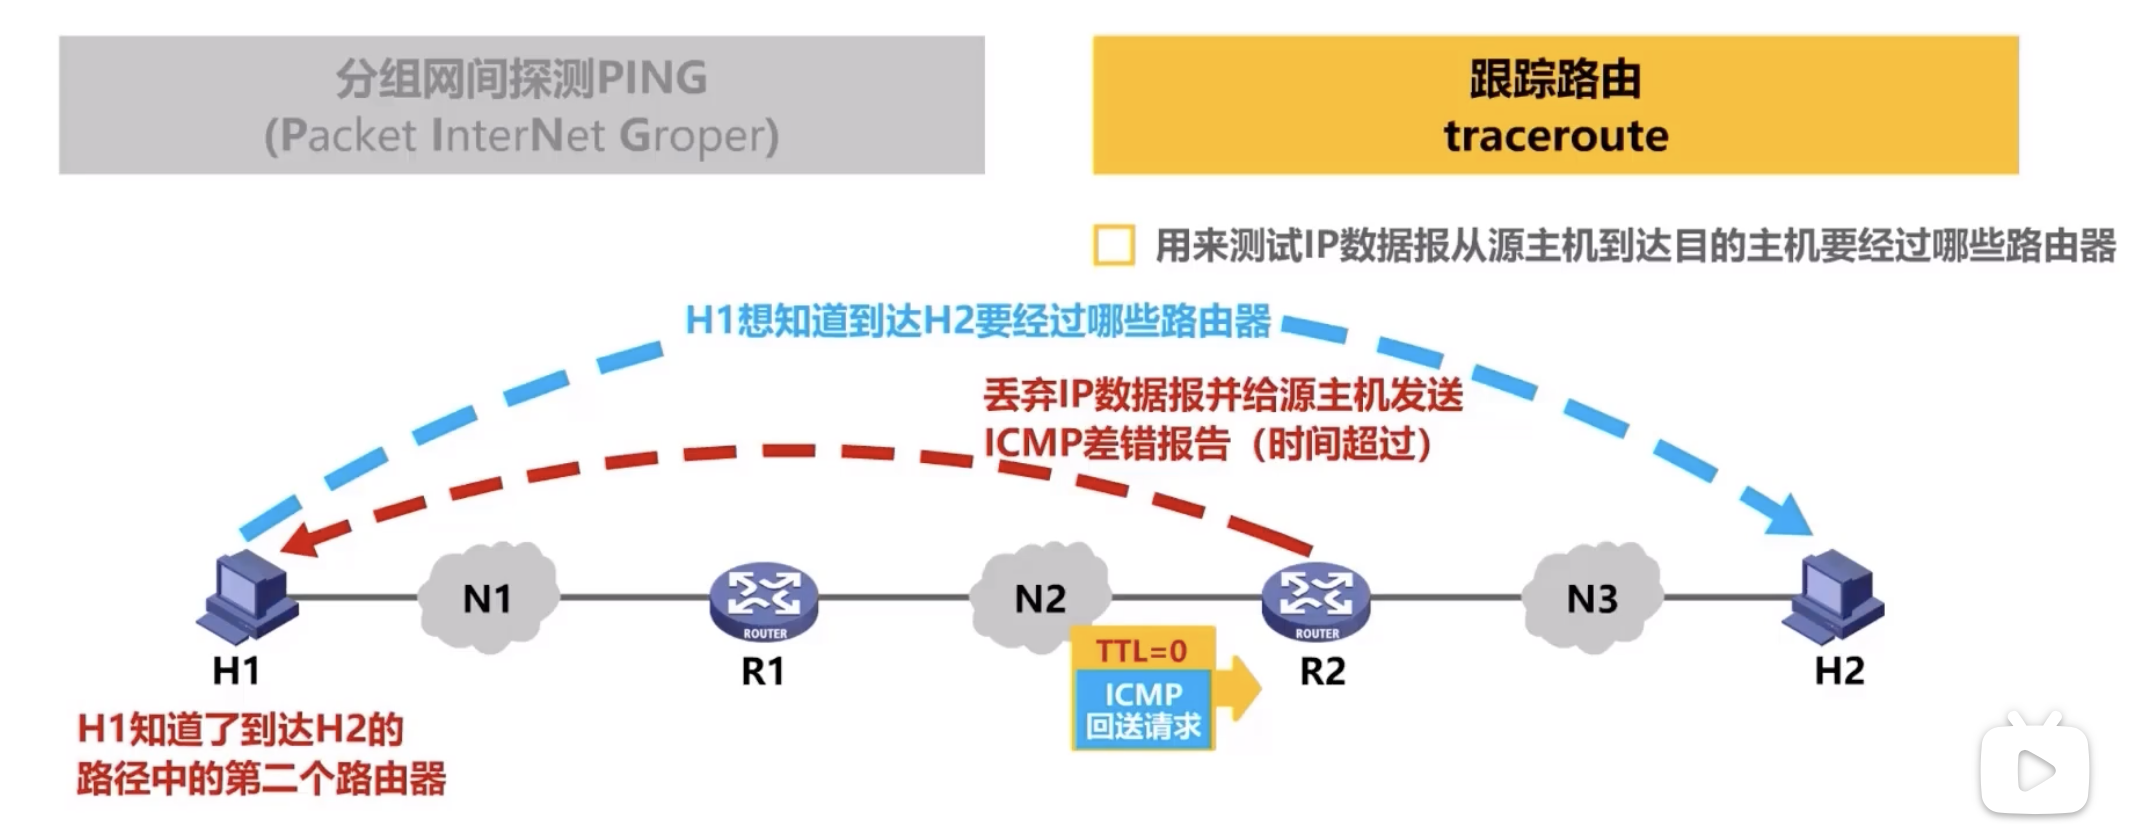 分组网间探测PING
(Packet InterNet Groper)
跟踪路由
traceroute
用来测试IP数据报从源主机到达目的主机要经过哪些路由器
H1想知道到达H2要经过哪些路由器
丢弃IP数据报并给源主机发送
ICMP差错报告（时间超过）
N1
N2
N3
ROUTER
ROUTER
H1
R1
R2
H2
TTL=0
ICMP
回送请求
H1知道了到达H2的
路径中的第二个路由器